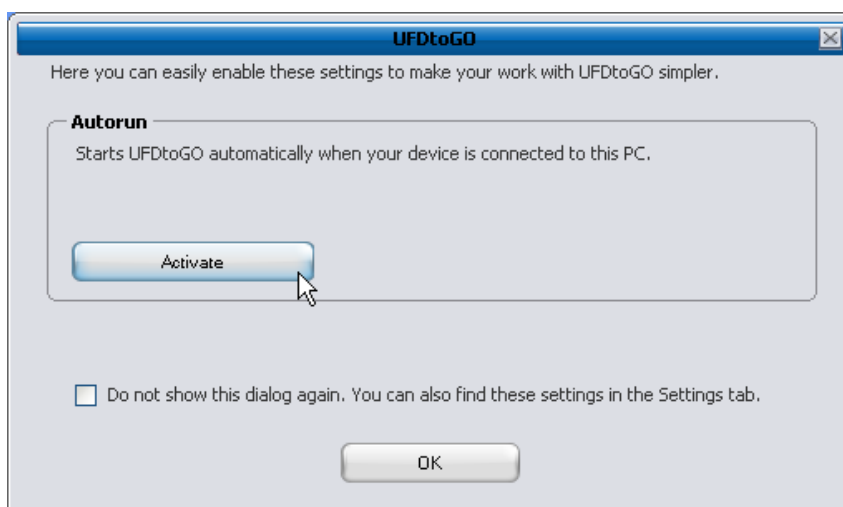 UFDtoGO
Here you can easily enable these settings to make your work with UFDtoGO simpler.
Autorun
Starts UFDtoGO automatically when your device is connected to this PC.
Activate
Do not show this dialog again. You can also find these settings in the Settings tab.
OK